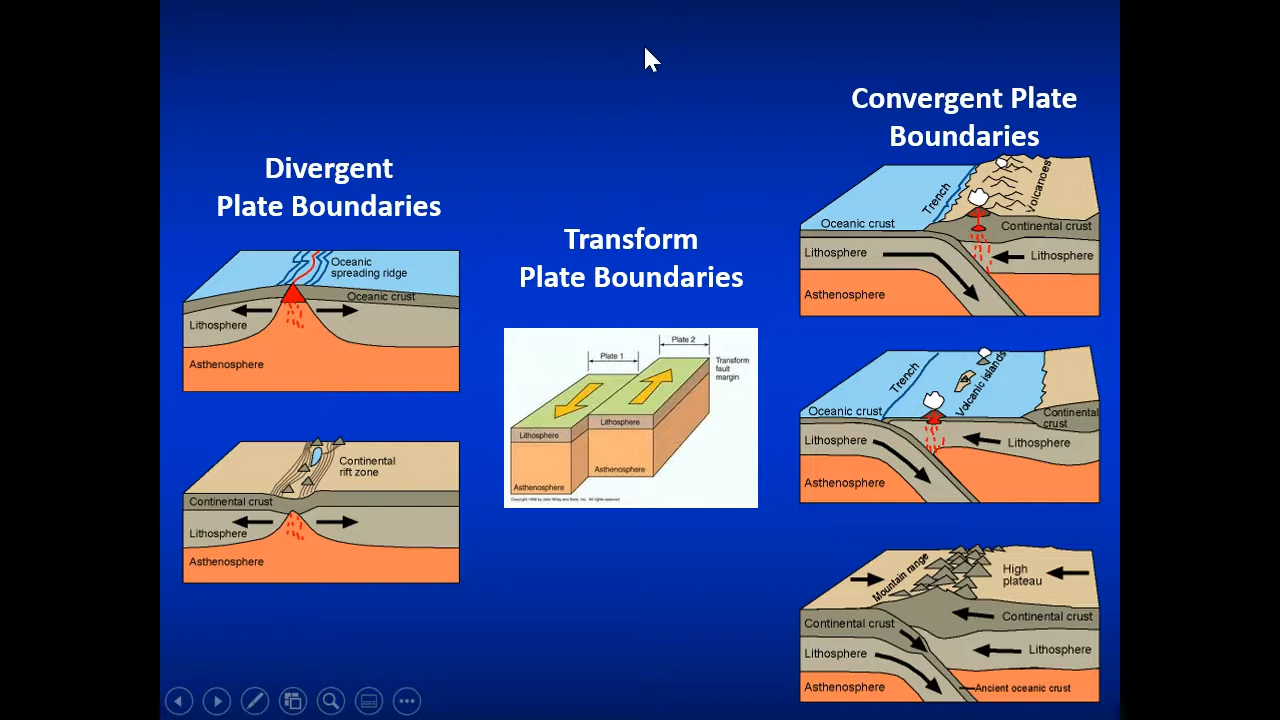 Divergent
Plate Boundaries
Oceanic
spreading ridge
Oceanic crust
Lithosphere
Asthenosphere
Continental
rift zone
Continental crust
Lithosphere
Asthenosphere
Transform
Plate Boundaries
Plate 1
Plate 2
Transform
fault
margin
Lithosphere
Lithosphere
Asthenosphere
Asthenosphere
Convergent Plate
Boundaries
Trench
Volcanoes
Oceanic crust
Continental crust
Lithosphere
Lithosphere
Asthenosphere
Trench
Volcanic islands
Oceanic crust
Continental
crust
Lithosphere
Lithosphere
Asthenosphere
Mountain range
High
plateau
Continental crust
Continental crust
Lithosphere
Lithosphere
Asthenosphere
Ancient oceanic crust